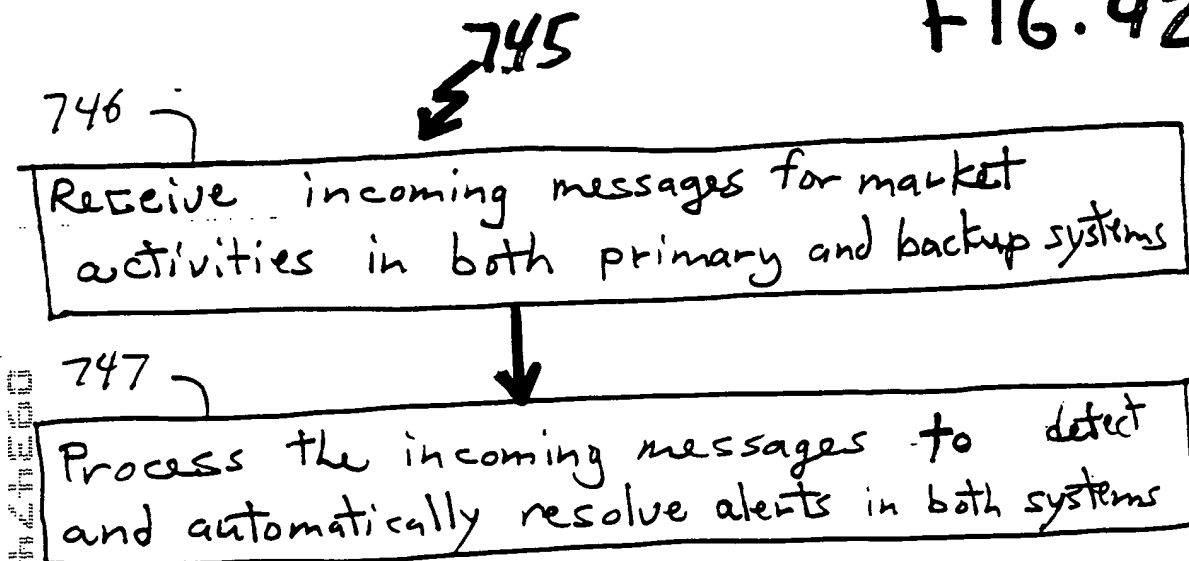 745
FIG. 42
746
Receive incoming messages for market
activities in both primary and backup systems
747
Process the incoming messages to detect
and automatically resolve alerts in both systems